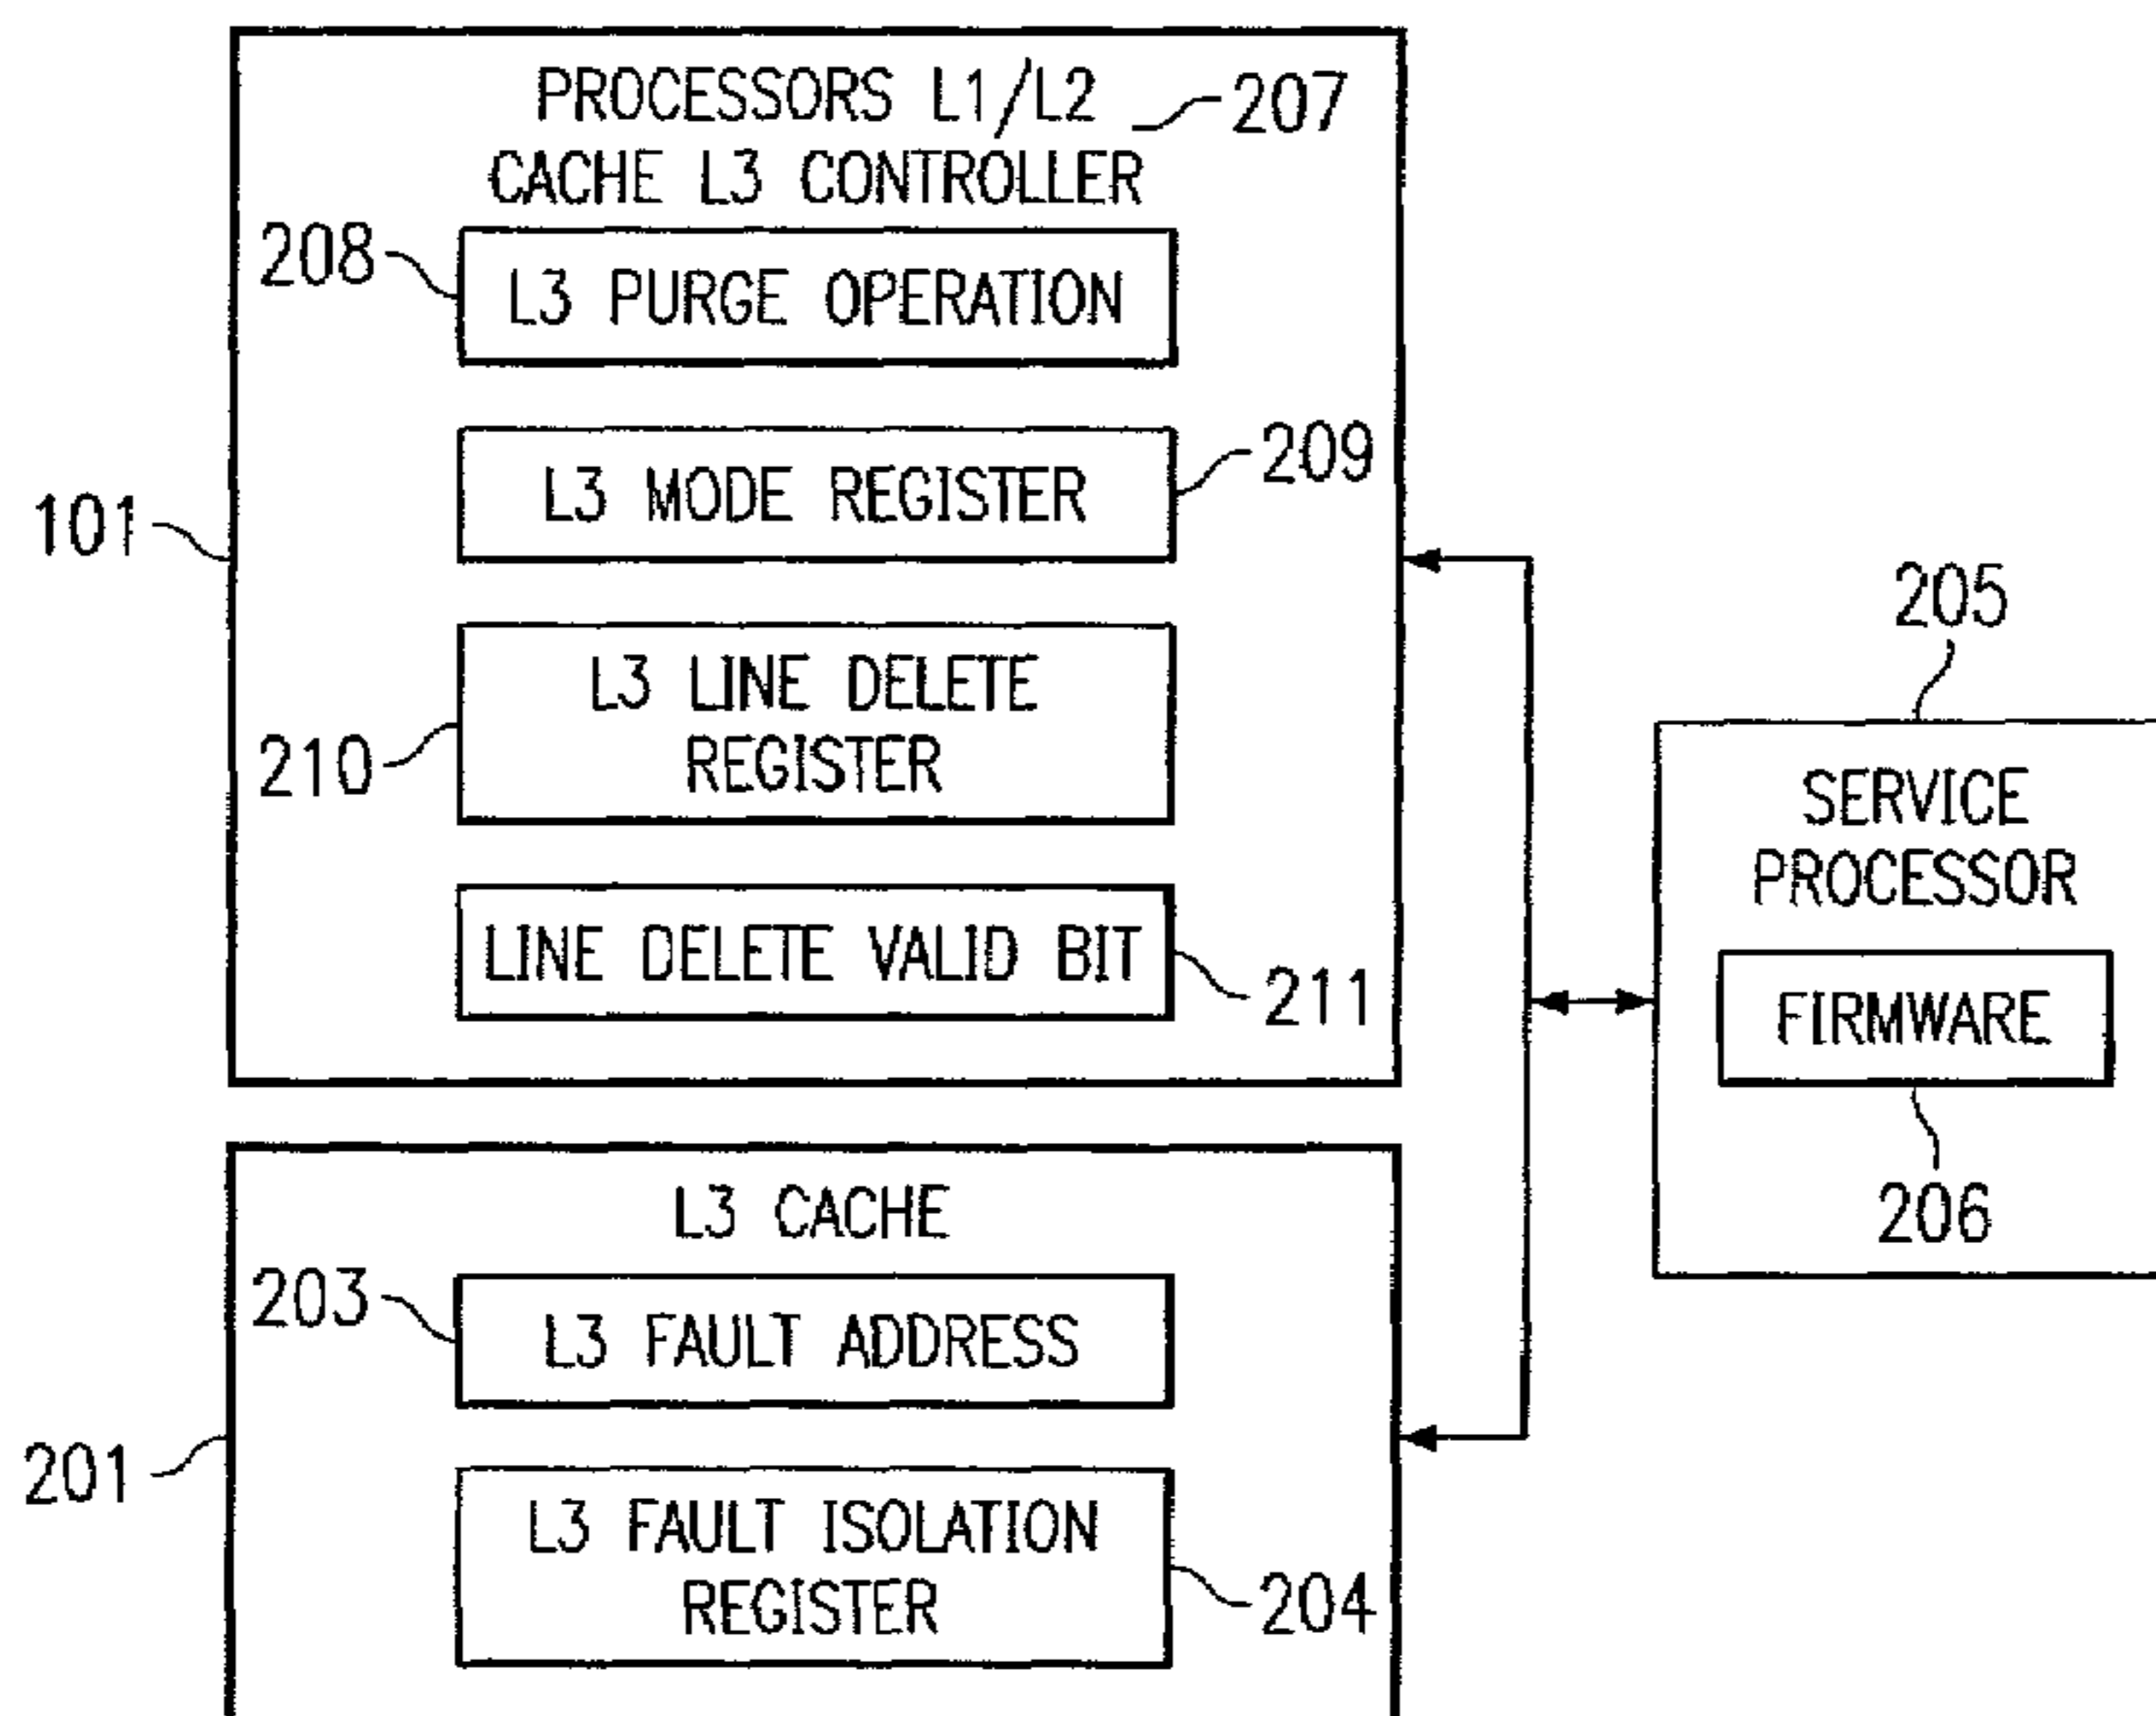 PROCESSORS L1/L2
207
CACHE L3 CONTROLLER
208
L3 PURGE OPERATION
209
L3 MODE REGISTER
101
L3 LINE DELETE
REGISTER
210
LINE DELETE VALID BIT
211
205
SERVICE
PROCESSOR
FIRMWARE
206
L3 CACHE
203
L3 FAULT ADDRESS
201
L3 FAULT ISOLATION
REGISTER
204